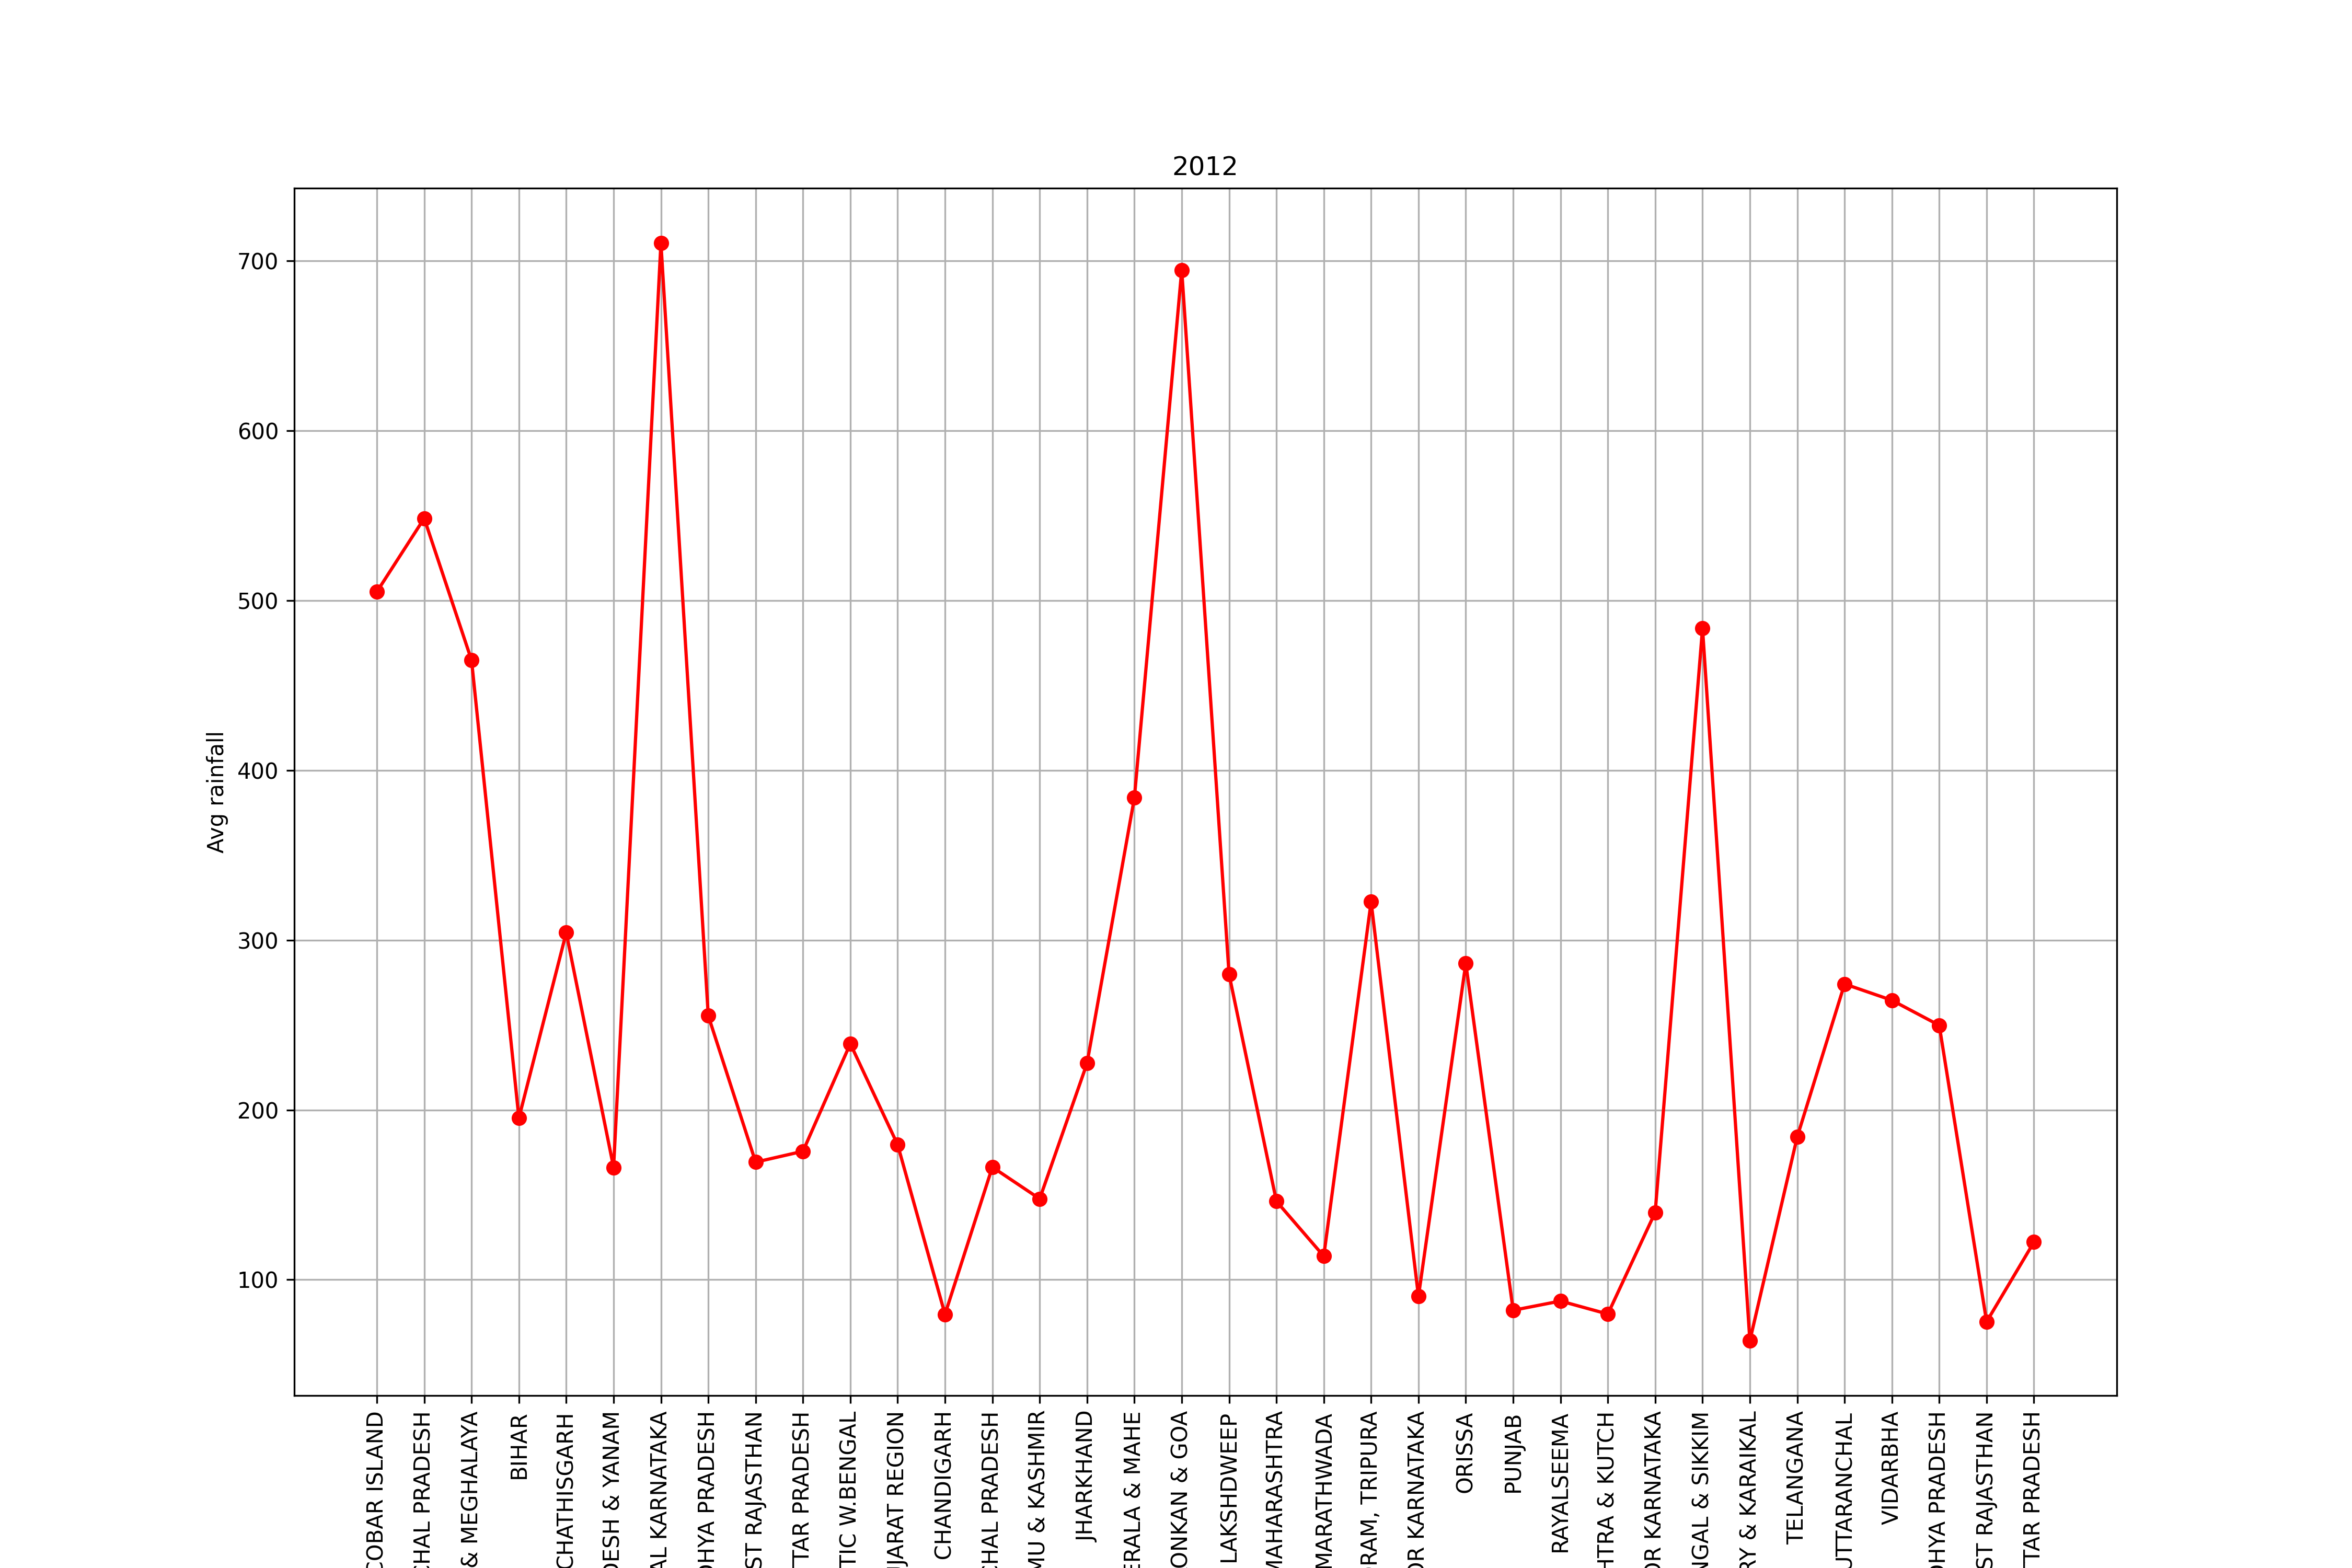 2012
Avg rainfall
700
600
500
400
300
200
100
COBAR ISLAND
CHAL PRADESH
& MEGHALAYA
BIHAR
CHATHISGARH
DESH & YANAM
AL KARNATAKA
DHYA PRADESH
ST RAJASTHAN
TTAR PRADESH
TIC W.BENGAL
JARAT REGION
CHANDIGARH
CHAL PRADESH
MU & KASHMIR
JHARKHAND
ERALA & MAHE
ONKAN & GOA
LAKSHDWEEP
MAHARASHTRA
MARATHWADA
RAM, TRIPURA
OR KARNATAKA
ORISSA
PUNJAB
RAYALSEEMA
HTRA & KUTCH
OR KARNATAKA
NGAL & SIKKIM
RY & KARAIKAL
TELANGANA
UTTARANCHAL
VIDARBHA
DHYA PRADESH
ST RAJASTHAN
TTAR PRADESH